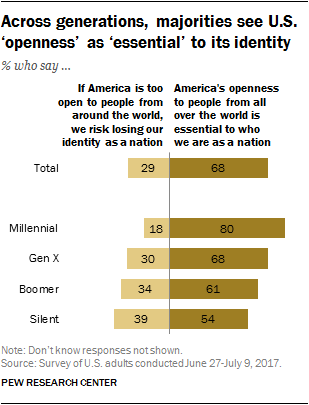 Across generations, majorities see U.S.
‘openness’ as ‘essential’ to its identity
% who say ...
If America is too
open to people from
around the world,
we risk losing our
identity as a nation
America's openness
to people from all
over the world is
essential to who
we are as a nation
Total 29 68
Millennial 18 80
Gen X 30 68
Boomer 34 61
Silent 39 54
Note: Don't know responses not shown.
Source: Survey of U.S. adults conducted June 27-July 9, 2017.
PEW RESEARCH CENTER